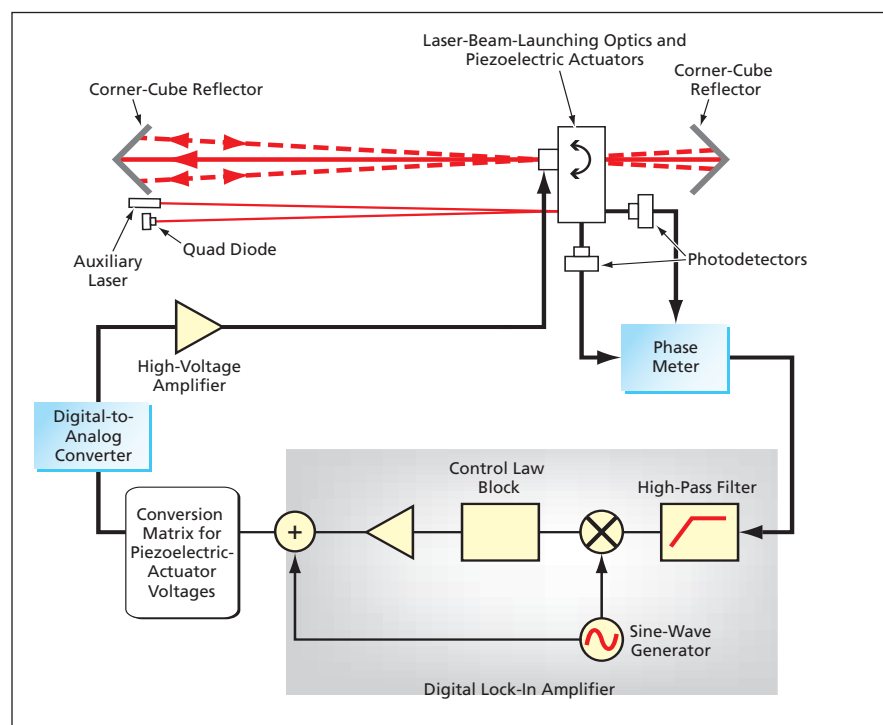 Laser-Beam-Launching Optics and
Piezoelectric Actuators
Corner-Cube Reflector
Corner-Cube
Reflector
Auxiliary
Laser
Quad Diode
Photodetectors
High-Voltage
Amplifier
Phase
Meter
Digital-to-
Analog
Converter
Control Law
Block
High-Pass Filter
Conversion
Matrix for
Piezoelectric-
Actuator
Voltages
+
Sine-Wave
Generator
Digital Lock-In Amplifier